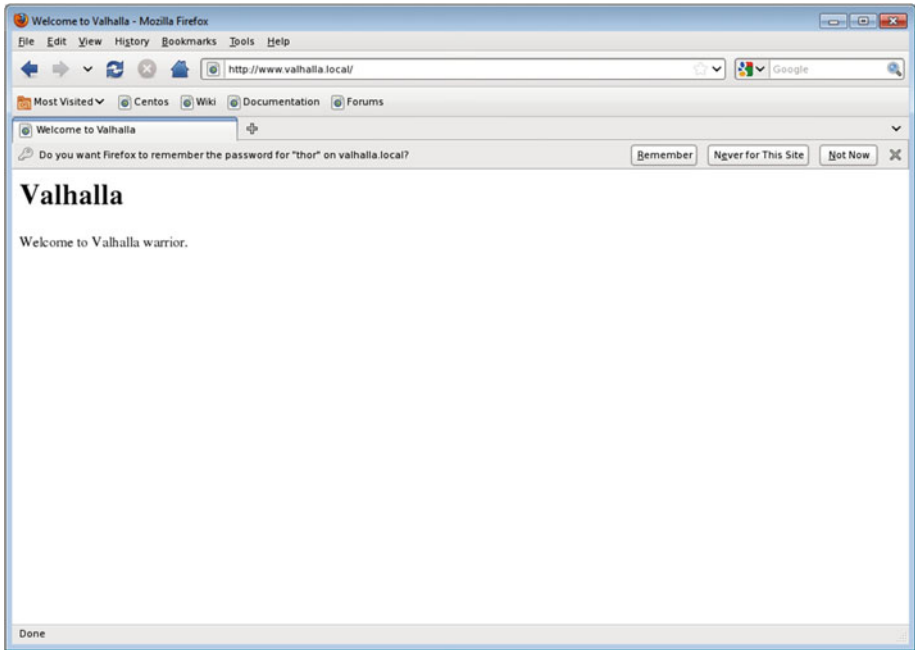 Welcome to Valhalla - Mozilla Firefox
File Edit View History Bookmarks Tools Help
http://www.valhalla.local/ Google
Most Visited Centos Wiki Documentation Forums
Welcome to Valhalla
Do you want Firefox to remember the password for "thor" on valhalla.local? Remember Never for This Site Not Now
Valhalla
Welcome to Valhalla warrior.
Done